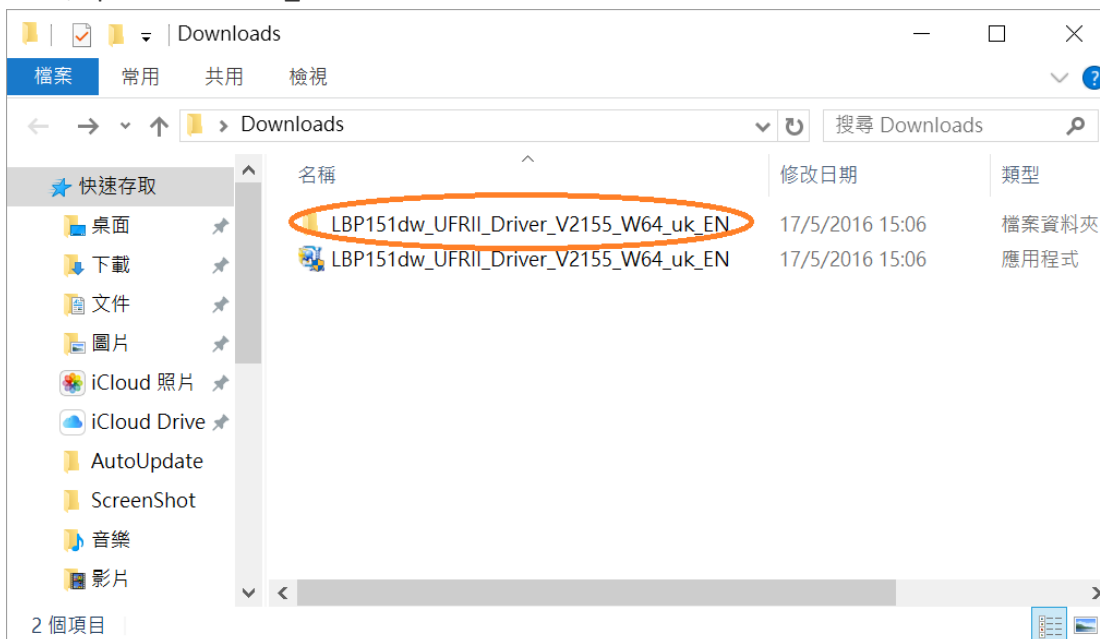 Downloads
檔案 常用 共用 檢視
Downloads 搜尋 Downloads
名稱 修改日期 類型
快速存取
桌面
下載
文件
圖片
iCloud 照片
iCloud Drive
AutoUpdate
ScreenShot
音樂
影片
LBP151dw_UFRII_Driver_V2155_W64_uk_EN 17/5/2016 15:06 檔案資料夾
LBP151dw_UFRII_Driver_V2155_W64_uk_EN 17/5/2016 15:06 應用程式
2 個項目